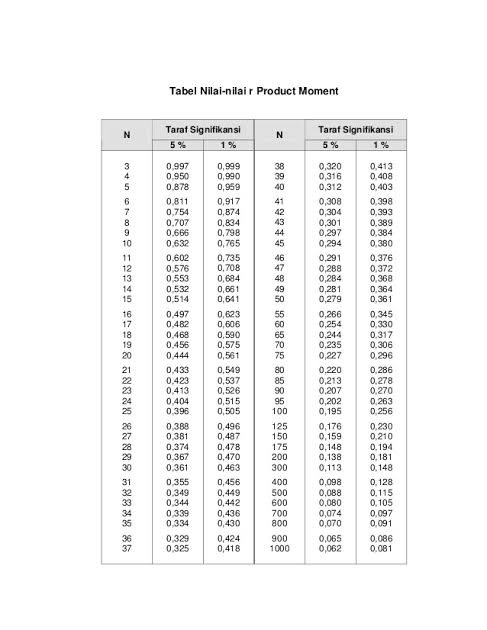 Tabel Nilai-nilai r Product Moment
N Taraf Signifikansi N Taraf Signifikansi
5 % 1 % 5 % 1 %
3 0,997 0,999 38 0,320 0,413
4 0,950 0,990 39 0,316 0,408
5 0,878 0,959 40 0,312 0,403
6 0,811 0,917 41 0,308 0,398
7 0,754 0,874 42 0,304 0,393
8 0,707 0,834 43 0,301 0,389
9 0,666 0,798 44 0,297 0,384
10 0,632 0,765 45 0,294 0,380
11 0,602 0,735 46 0,291 0,376
12 0,576 0,708 47 0,288 0,372
13 0,553 0,684 48 0,284 0,368
14 0,532 0,661 49 0,281 0,364
15 0,514 0,641 50 0,279 0,361
16 0,497 0,623 55 0,266 0,345
17 0,482 0,606 60 0,254 0,330
18 0,468 0,590 65 0,244 0,317
19 0,456 0,575 70 0,235 0,306
20 0,444 0,561 75 0,227 0,296
21 0,433 0,549 80 0,220 0,286
22 0,423 0,537 85 0,213 0,278
23 0,413 0,526 90 0,207 0,270
24 0,404 0,515 95 0,202 0,263
25 0,396 0,505 100 0,195 0,256
26 0,388 0,496 125 0,176 0,230
27 0,381 0,487 150 0,159 0,210
28 0,374 0,478 175 0,148 0,194
29 0,367 0,470 200 0,138 0,181
30 0,361 0,463 300 0,113 0,148
31 0,355 0,456 400 0,098 0,128
32 0,349 0,449 500 0,088 0,115
33 0,344 0,442 600 0,080 0,105
34 0,339 0,436 700 0,074 0,097
35 0,334 0,430 800 0,070 0,091
36 0,329 0,424 900 0,065 0,086
37 0,325 0,418 1000 0,062 0,081